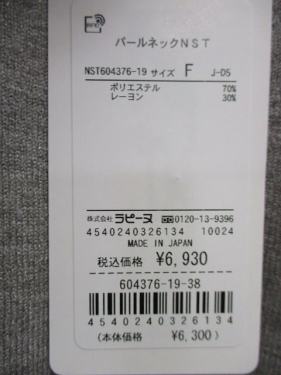 パールネックNST
NST604376-19 サイズ F J-D5
ポリエステル 70%
レーヨン 30%
株式会社 ラピーヌ 0120-13-9396
4540240326134 10024
MADE IN JAPAN
税込価格 ¥6,930
604376-19-38
4540240326134
(本体価格 ¥6,300)